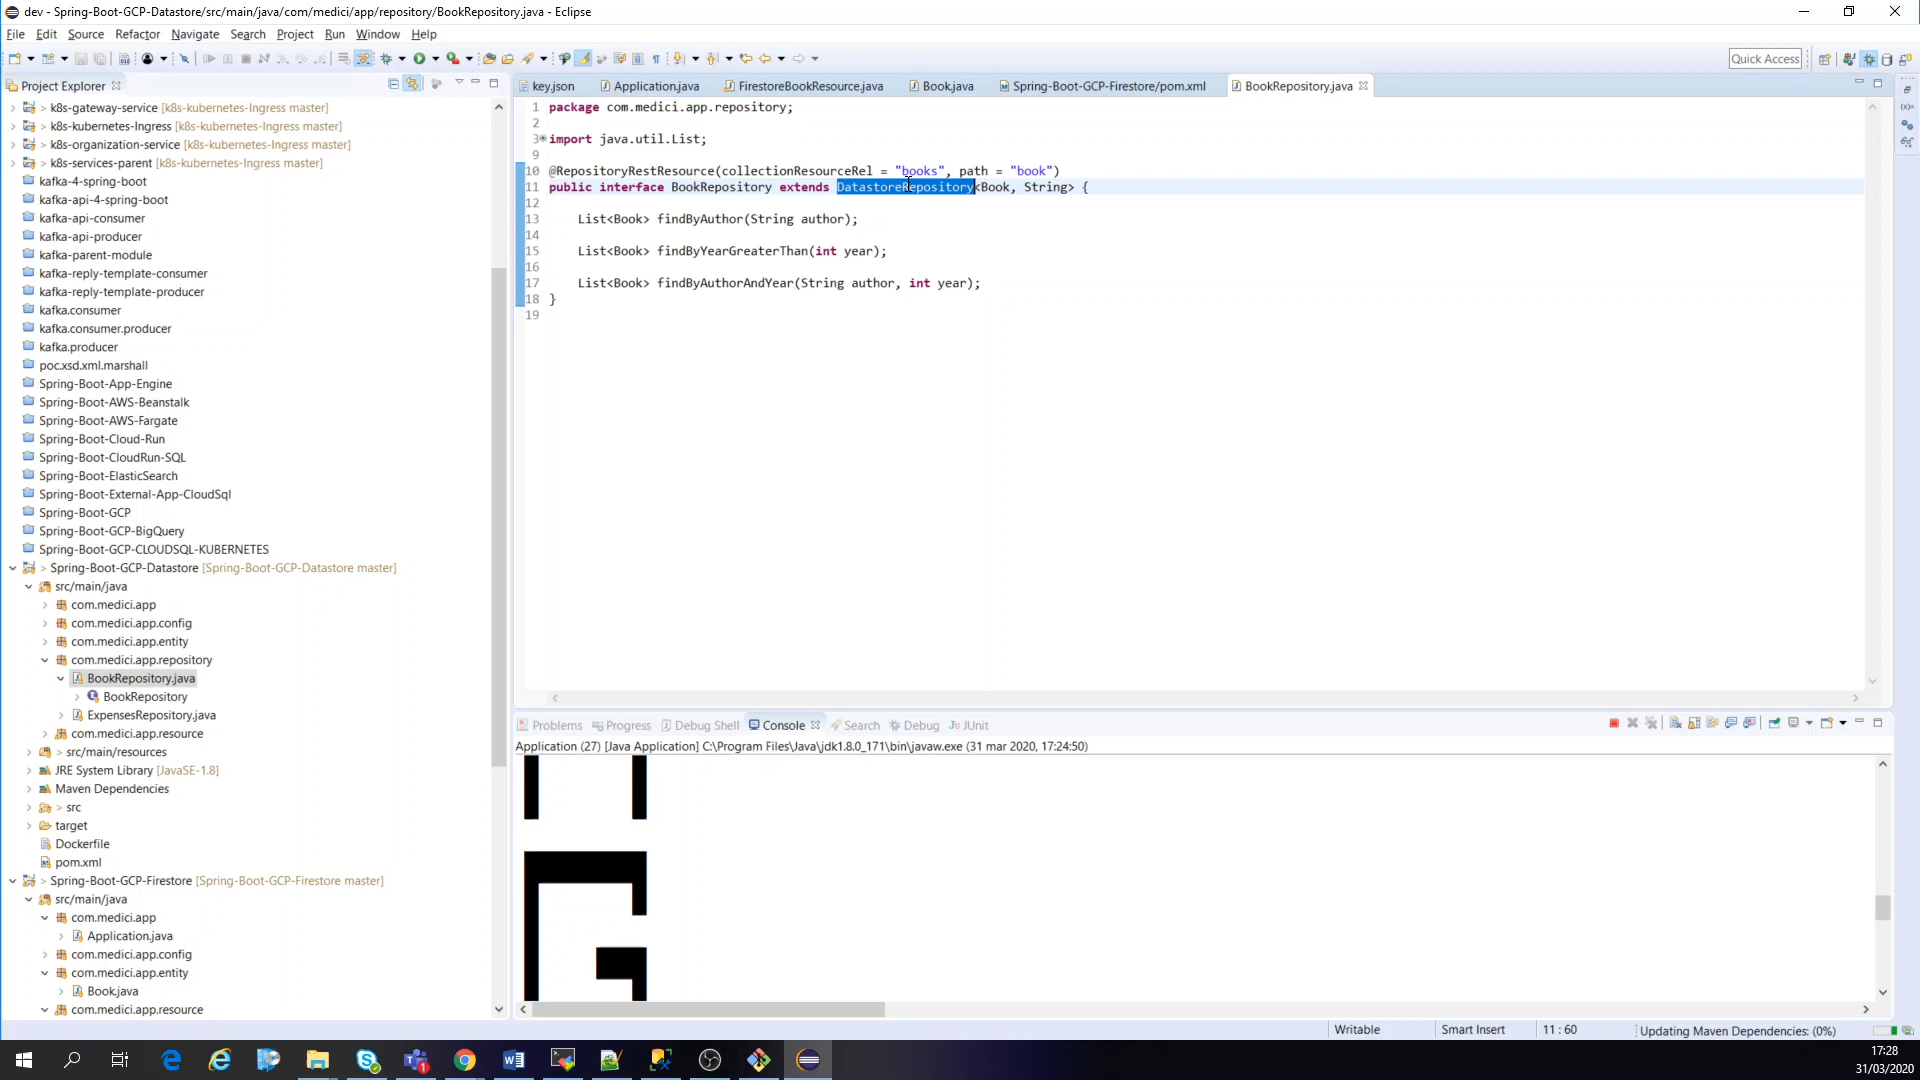 dev - Spring-Boot-GCP-Datastore/src/main/java/com/medici/app/repository/BookRepository.java - Eclipse
File Edit Source Refactor Navigate Search Project Run Window Help
Quick Access
Project Explorer
k8s-gateway-service [k8s-kubernetes-Ingress master]
k8s-kubernetes-Ingress [k8s-kubernetes-Ingress master]
k8s-organization-service [k8s-kubernetes-Ingress master]
k8s-services-parent [k8s-kubernetes-Ingress master]
kafka-4-spring-boot
kafka-api-4-spring-boot
kafka-api-consumer
kafka-api-producer
kafka-parent-module
kafka-reply-template-consumer
kafka-reply-template-producer
kafka.consumer
kafka.consumer.producer
kafka.producer
poc.xsd.xml.marshall
Spring-Boot-App-Engine
Spring-Boot-AWS-Beanstalk
Spring-Boot-AWS-Fargate
Spring-Boot-Cloud-Run
Spring-Boot-CloudRun-SQL
Spring-Boot-ElasticSearch
Spring-Boot-External-App-CloudSql
Spring-Boot-GCP
Spring-Boot-GCP-BigQuery
Spring-Boot-GCP-CLOUDSQL-KUBERNETES
> Spring-Boot-GCP-Datastore [Spring-Boot-GCP-Datastore master]
src/main/java
com.medici.app
com.medici.app.config
com.medici.app.entity
com.medici.app.repository
BookRepository.java
BookRepository
ExpensesRepository.java
com.medici.app.resource
> src/main/resources
JRE System Library [JavaSE-1.8]
Maven Dependencies
> src
target
Dockerfile
pom.xml
> Spring-Boot-GCP-Firestore [Spring-Boot-GCP-Firestore master]
src/main/java
com.medici.app
Application.java
com.medici.app.config
com.medici.app.entity
Book.java
com.medici.app.resource
key.json Application.java FirestoreBookResource.java Book.java Spring-Boot-GCP-Firestore/pom.xml BookRepository.java
1 package com.medici.app.repository;
2
3 import java.util.List;
9
10 @RepositoryRestResource(collectionResourceRel = "books", path = "book")
11 public interface BookRepository extends DatastoreRepository<Book, String> {
12
13 List<Book> findByAuthor(String author);
14
15 List<Book> findByYearGreaterThan(int year);
16
17 List<Book> findByAuthorAndYear(String author, int year);
18 }
19
Problems Progress Debug Shell Console Search Debug JUnit
Application (27) [Java Application] C:\Program Files\Java\jdk1.8.0_171\bin\javaw.exe (31 mar 2020, 17:24:50)
Writable Smart Insert 11 : 60 Updating Maven Dependencies: (0%)
17:28
31/03/2020